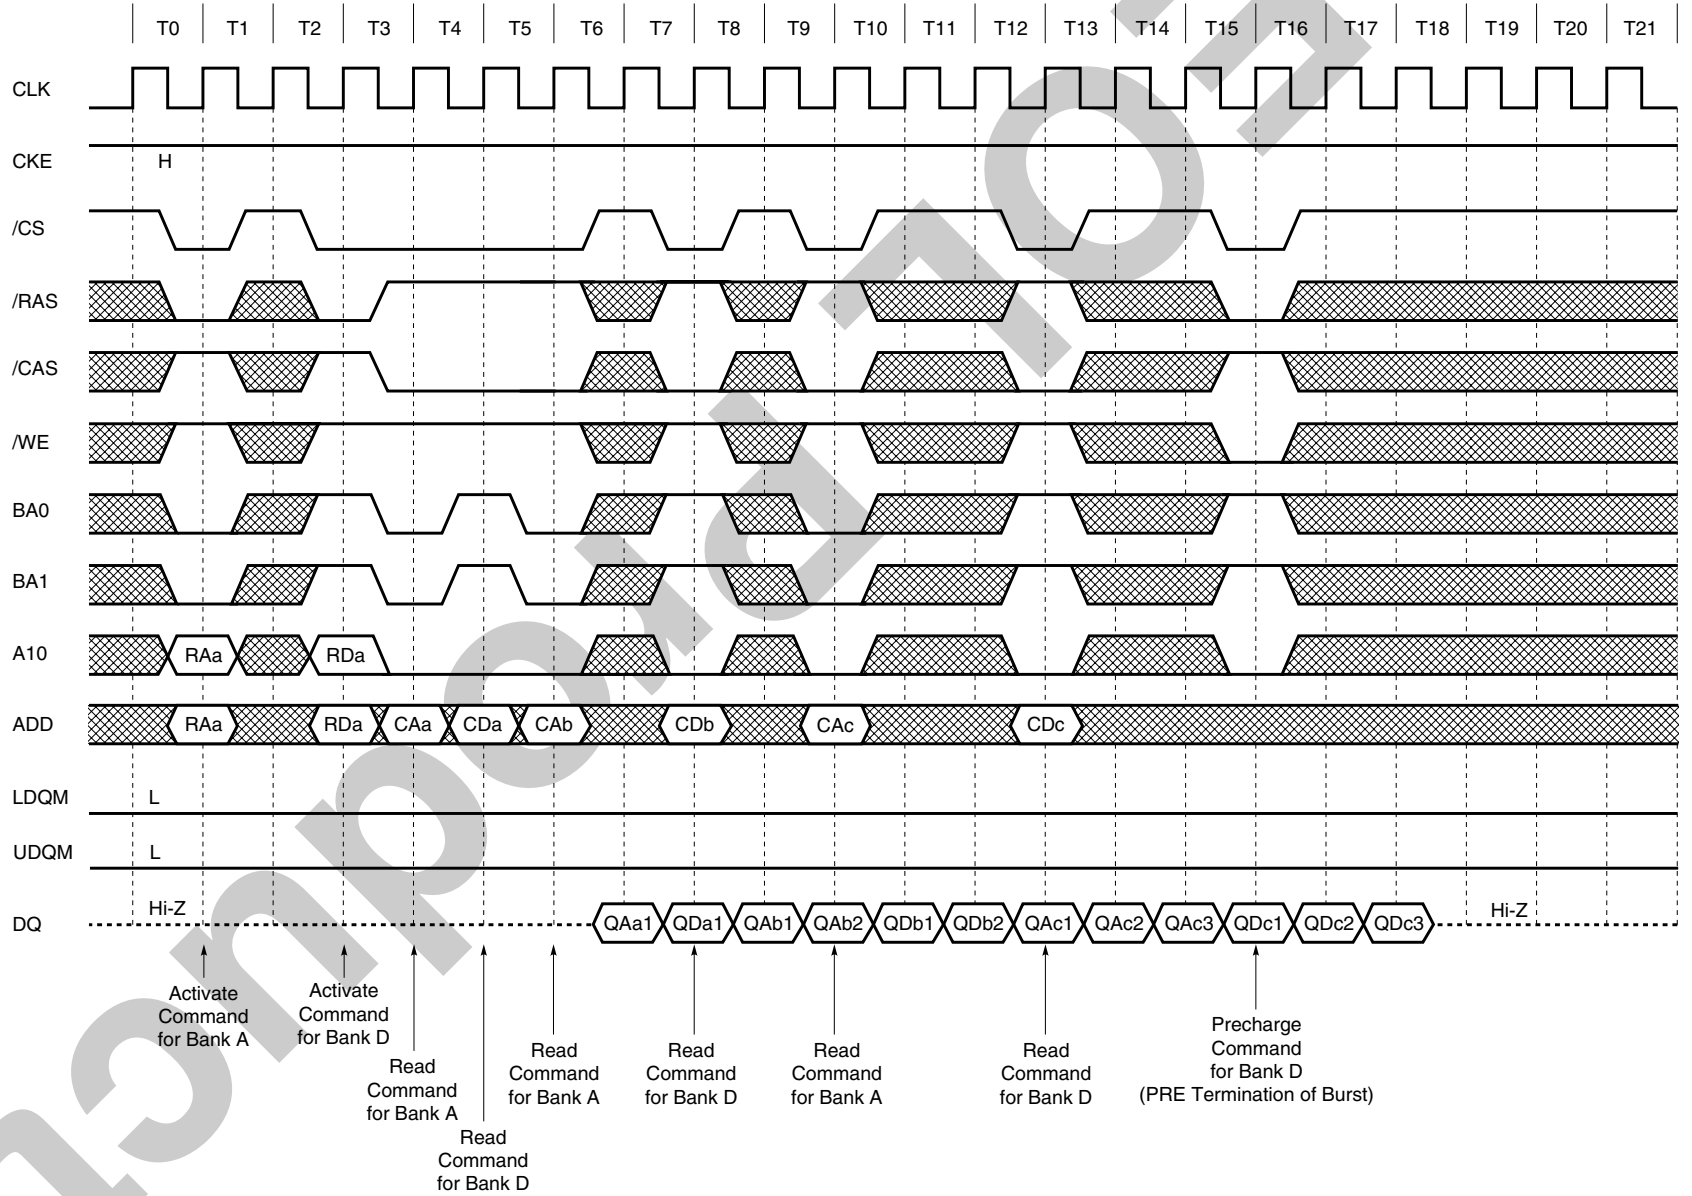 T0 T1 T2 T3 T4 T5 T6 T7 T8 T9 T10 T11 T12 T13 T14 T15 T16 T17 T18 T19 T20 T21
CLK
CKE H
/CS
/RAS
/CAS
/WE
BA0
BA1
A10 RAa RDa
ADD RAa RDa CAa CDa CAb CDb CAc CDc
LDQM L
UDQM L
DQ Hi-Z QAa1 QDa1 QAb1 QAb2 QDb1 QDb2 QAc1 QAc2 QAc3 QDc1 QDc2 QDc3 Hi-Z
Activate
Command
for Bank A
Activate
Command
for Bank D
Read
Command
for Bank A
Read
Command
for Bank D
Read
Command
for Bank A
Read
Command
for Bank D
Read
Command
for Bank A
Read
Command
for Bank D
Precharge
Command
for Bank D
(PRE Termination of Burst)
EOL Product